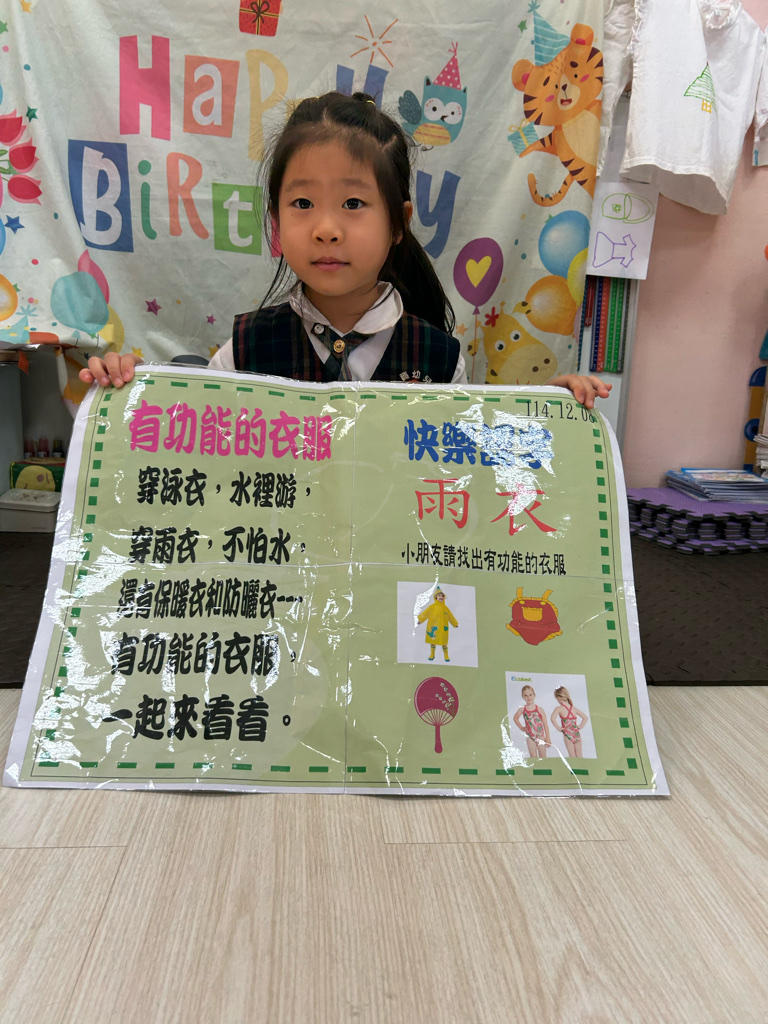 Happy
Birthday
有功能的衣服
穿泳衣,水裡游,
穿雨衣,不怕水。
還有保暖衣和防曬衣---,
有功能的衣服,
一起來看看。
114.12.0
快樂
雨衣
小朋友請找出有功能的衣服